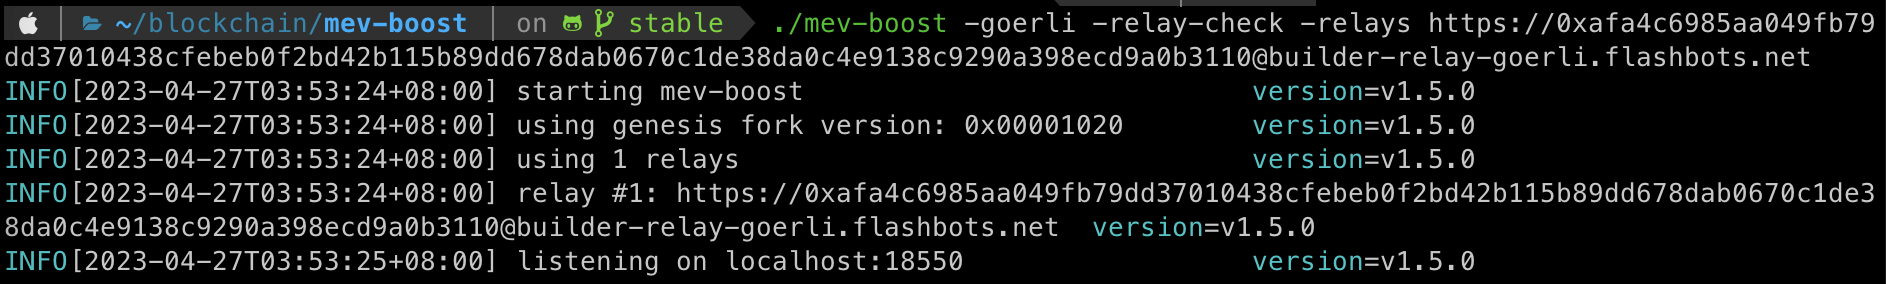 ~/blockchain/mev-boost on stable ./mev-boost -goerli -relay-check -relays https://0xafa4c6985aa049fb79
dd37010438cfebeb0f2bd42b115b89dd678dab0670c1de38da0c4e9138c9290a398ecd9a0b3110@builder-relay-goerli.flashbots.net
INFO[2023-04-27T03:53:24+08:00] starting mev-boost version=v1.5.0
INFO[2023-04-27T03:53:24+08:00] using genesis fork version: 0x00001020 version=v1.5.0
INFO[2023-04-27T03:53:24+08:00] using 1 relays version=v1.5.0
INFO[2023-04-27T03:53:24+08:00] relay #1: https://0xafa4c6985aa049fb79dd37010438cfebeb0f2bd42b115b89dd678dab0670c1de3
8da0c4e9138c9290a398ecd9a0b3110@builder-relay-goerli.flashbots.net version=v1.5.0
INFO[2023-04-27T03:53:25+08:00] listening on localhost:18550 version=v1.5.0